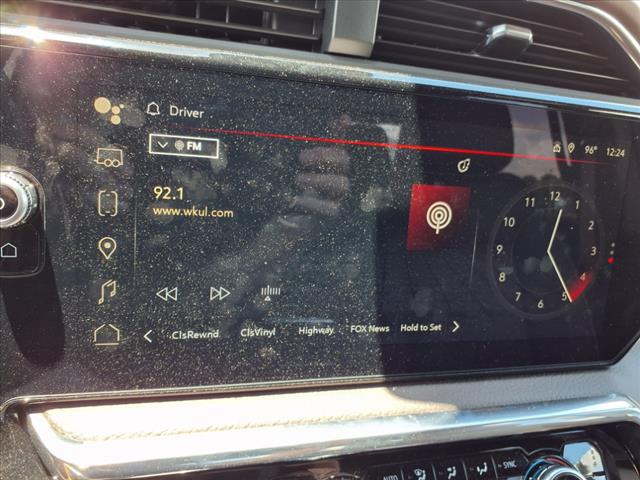 Driver
FM
96° 12:24
92.1
www.wkul.com
12
11 1
10 2
9 3
8 4
7 5
6
ClsRewnd ClsVinyl Highway. FOX News Hold to Set
AUTO SYNC